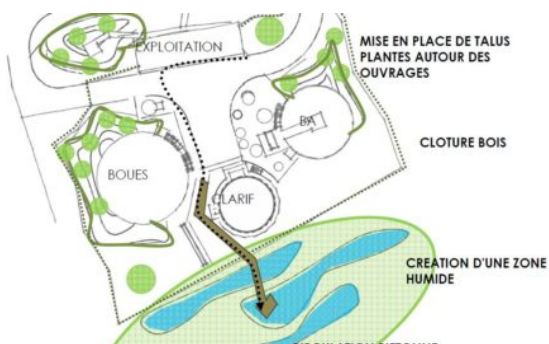 EXPLOITATION
MISE EN PLACE DE TALUS
PLANTES AUTOUR DES
OUVRAGES
BA
CLOTURE BOIS
BOUES
CLARIF
CREATION D'UNE ZONE
HUMIDE